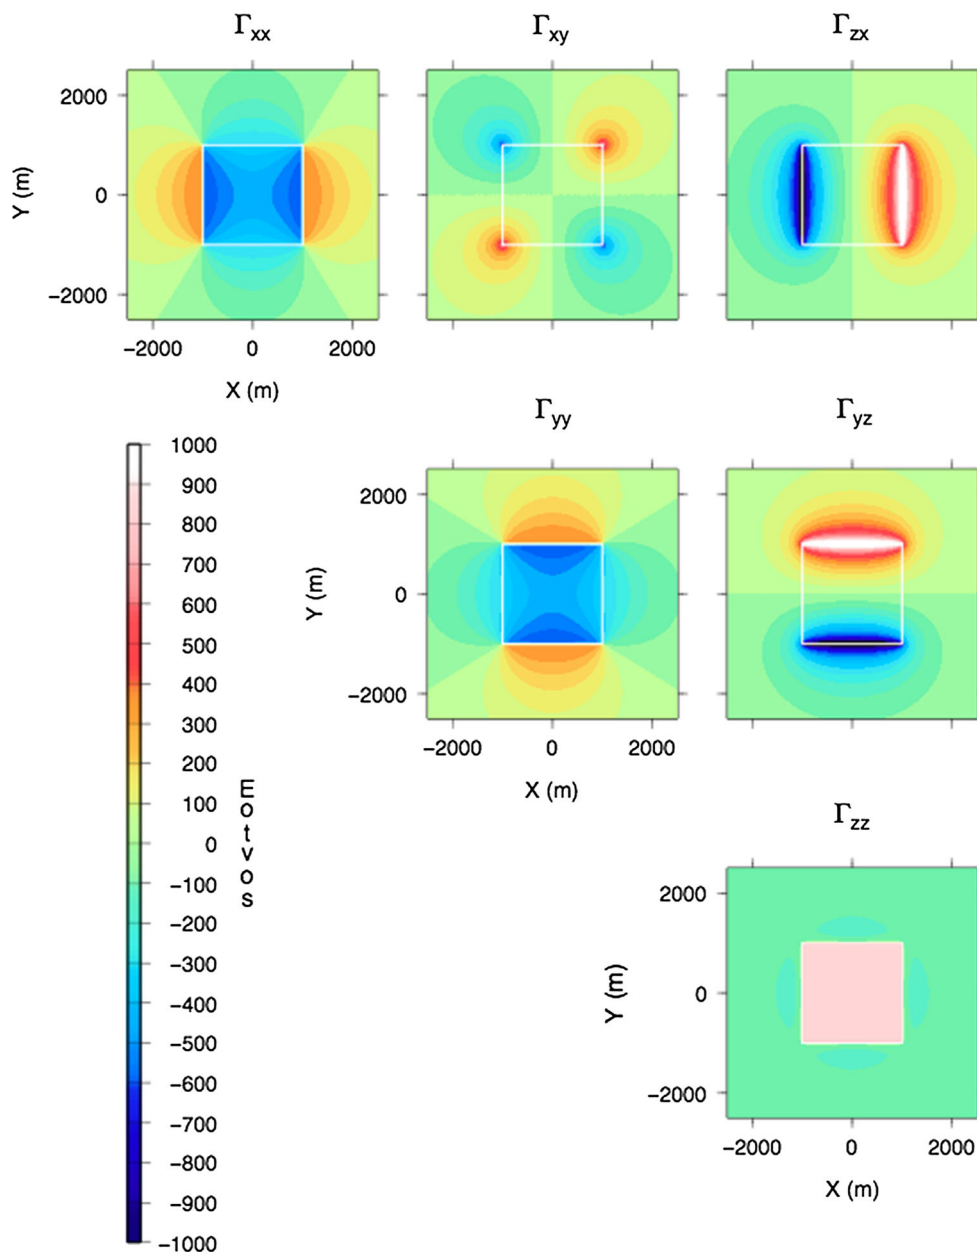 Γxx
Γxy
Γzx
2000
0
−2000
Y (m)
−2000 0 2000
X (m)
Γyy
Γyz
2000
0
−2000
Y (m)
−2000 0 2000
X (m)
1000
900
800
700
600
500
400
300
200
100
0
−100
−200
−300
−400
−500
−600
−700
−800
−900
−1000
Eotvos
Γzz
2000
0
−2000
Y (m)
−2000 0 2000
X (m)